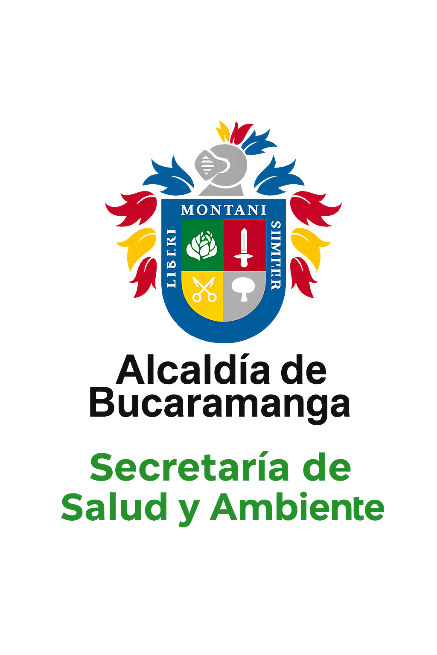 MONTANI
LIBERI
SEMPER
Alcaldía de
Bucaramanga
Secretaría de
Salud y Ambiente